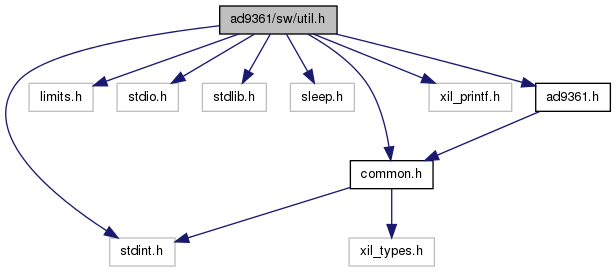 ad9361/sw/util.h
limits.h
stdio.h
stdlib.h
sleep.h
xil_printf.h
ad9361.h
common.h
stdint.h
xil_types.h